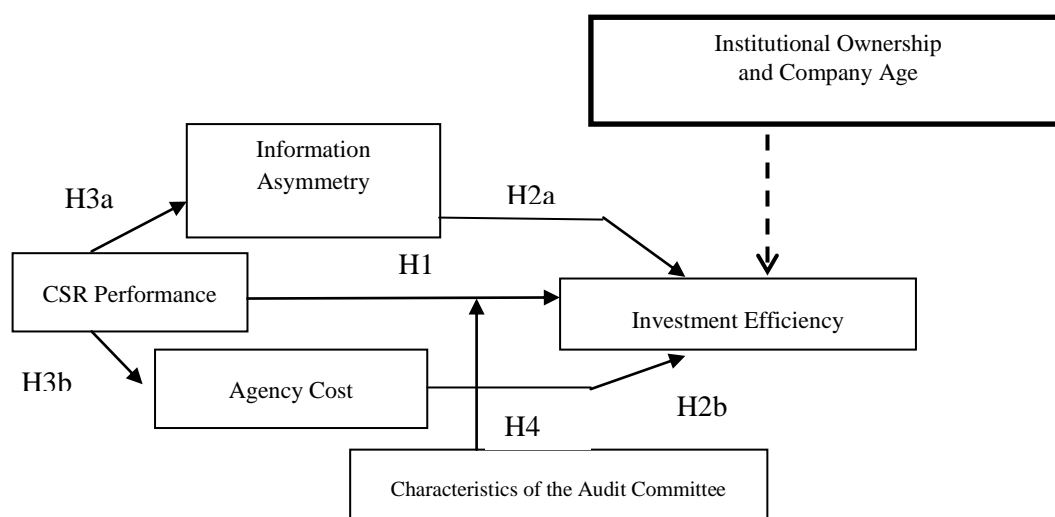 Institutional Ownership
and Company Age
Information
Asymmetry
H3a
H2a
H1
CSR Performance
Investment Efficiency
H3b
Agency Cost
H2b
H4
Characteristics of the Audit Committee